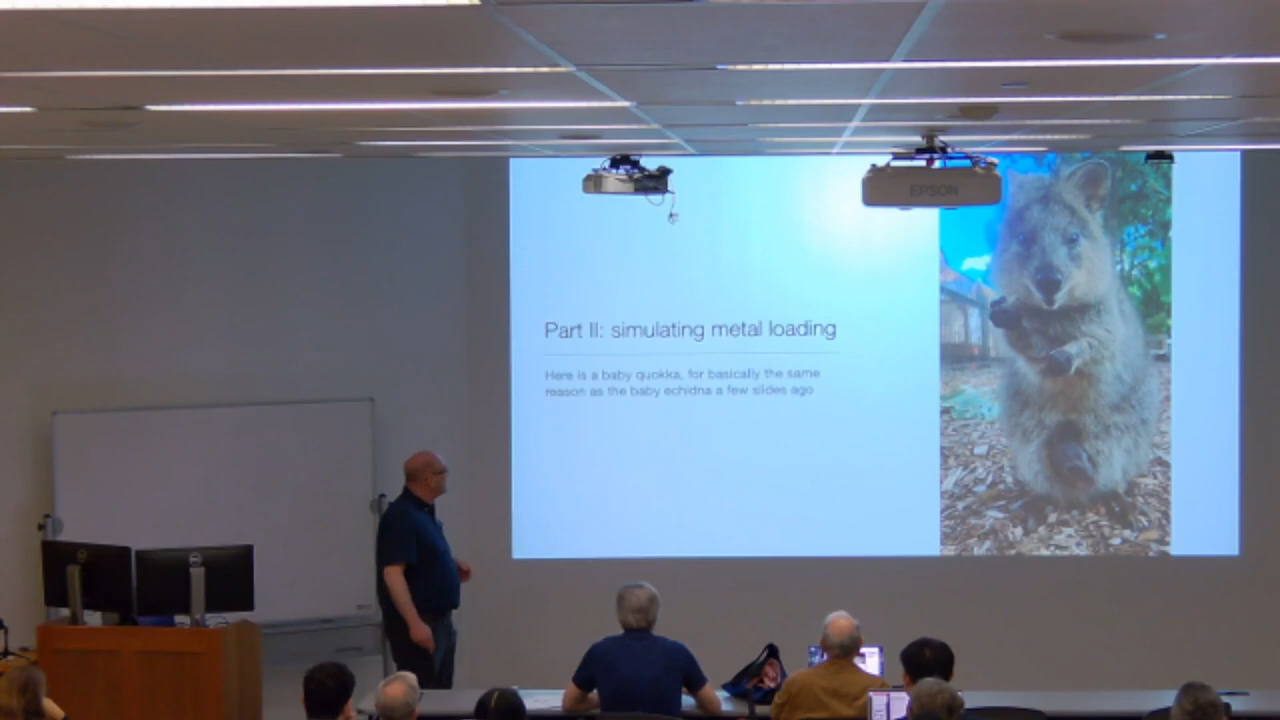 EPSON
Part II: simulating metal loading
Here is a baby quokka, for basically the same
reason as the baby echidna a few slides ago